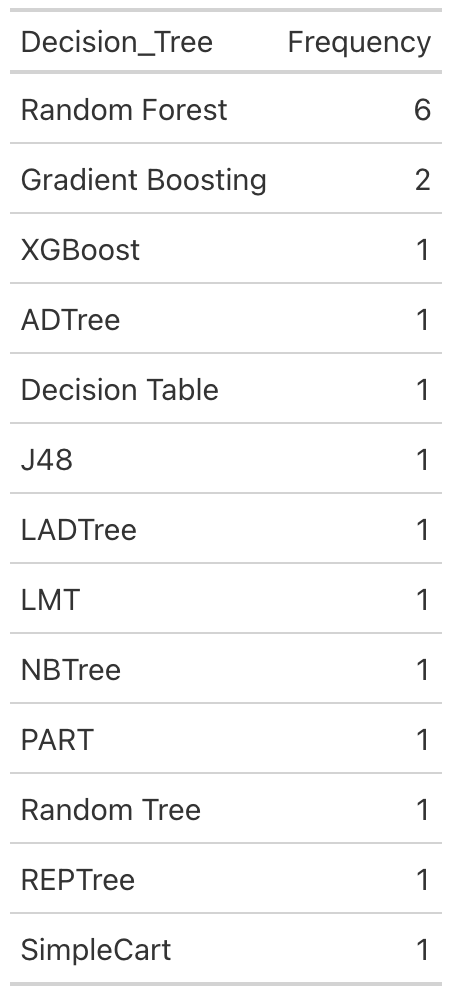 Decision_Tree Frequency
Random Forest 6
Gradient Boosting 2
XGBoost 1
ADTree 1
Decision Table 1
J48 1
LADTree 1
LMT 1
NBTree 1
PART 1
Random Tree 1
REPTree 1
SimpleCart 1